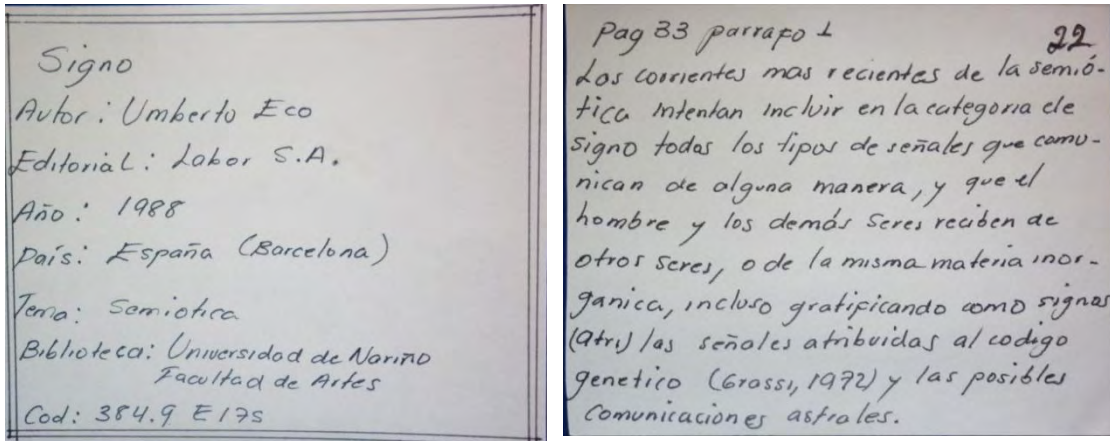 Signo
Autor: Umberto Eco
Editorial: Labor S.A.
Año: 1988
País: España (Barcelona)
Tema: Semiotica
Biblioteca: Universidad de Nariño
Facultad de Artes
Cod: 384.9 E17s
Pag 33 parrafo 1
22
Los corrientes mas recientes de la semió-
tica intentan incluir en la categoria de
signo todos los tipos de señales que comu-
nican de alguna manera, y que el
hombre y los demás seres reciben de
otros seres, o de la misma materia inor-
ganica, incluso gratificando como signos
(atri) las señales atribuidas al codigo
genetico (Grassi, 1972) y las posibles
comunicaciones astrales.